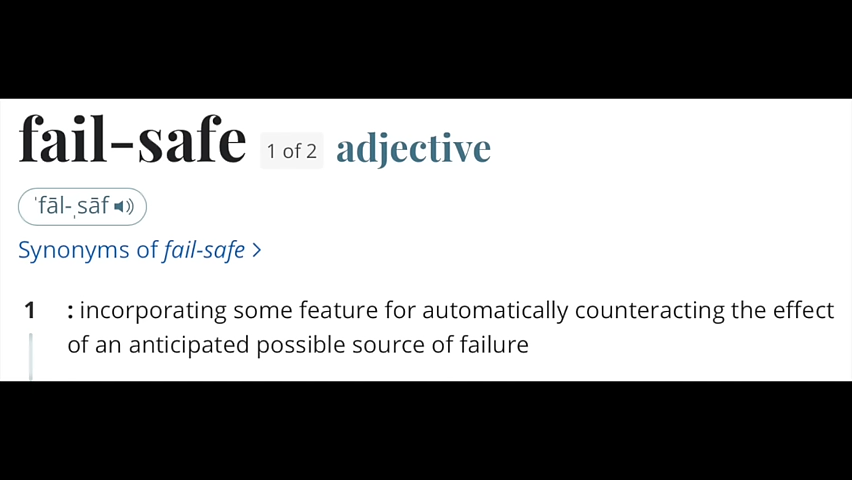 fail-safe 1 of 2 adjective
ˈfāl-ˌsāf
Synonyms of fail-safe >
1 : incorporating some feature for automatically counteracting the effect
of an anticipated possible source of failure